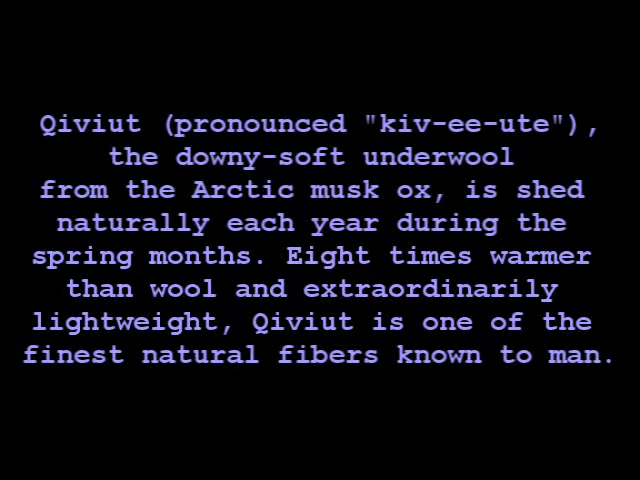 Qiviut (pronounced "kiv-ee-ute"),
the downy-soft underwool
from the Arctic musk ox, is shed
naturally each year during the
spring months. Eight times warmer
than wool and extraordinarily
lightweight, Qiviut is one of the
finest natural fibers known to man.